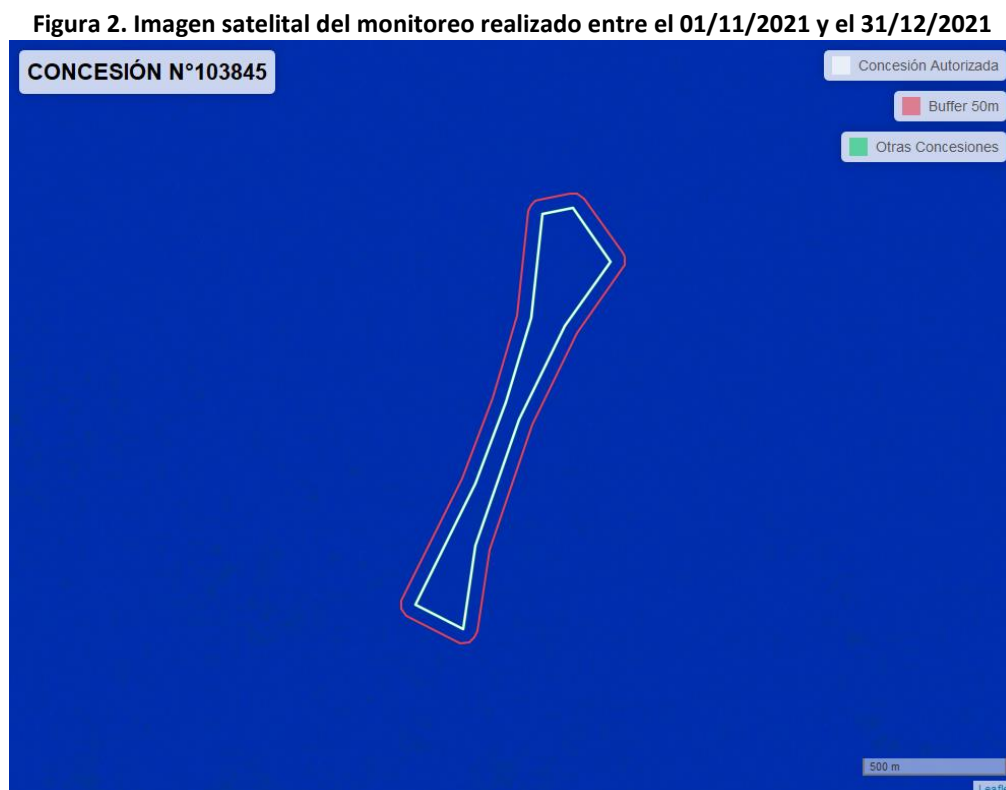 Figura 2. Imagen satelital del monitoreo realizado entre el 01/11/2021 y el 31/12/2021
CONCESIÓN N°103845
Concesión Autorizada
Buffer 50m
Otras Concesiones
500 m